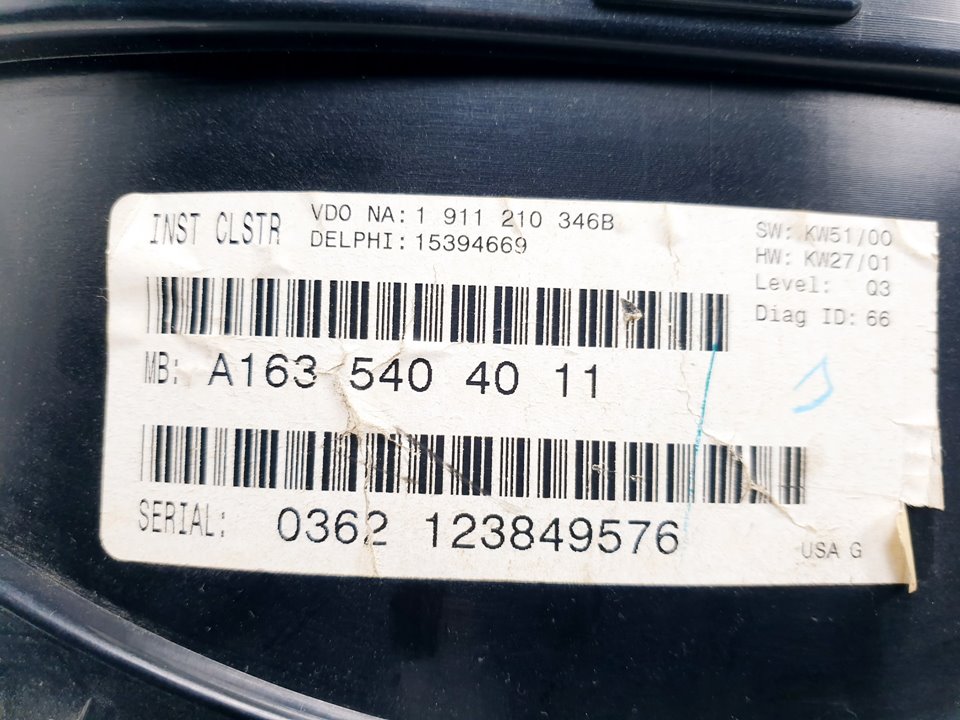 INST CLSTR
VDO NA: 1 911 210 346B
DELPHI: 15394669
SW: KW51/00
HW: KW27/01
Level: Q3
Diag ID: 66
MB: A163 540 40 11
SERIAL: 0362 123849576
USA G